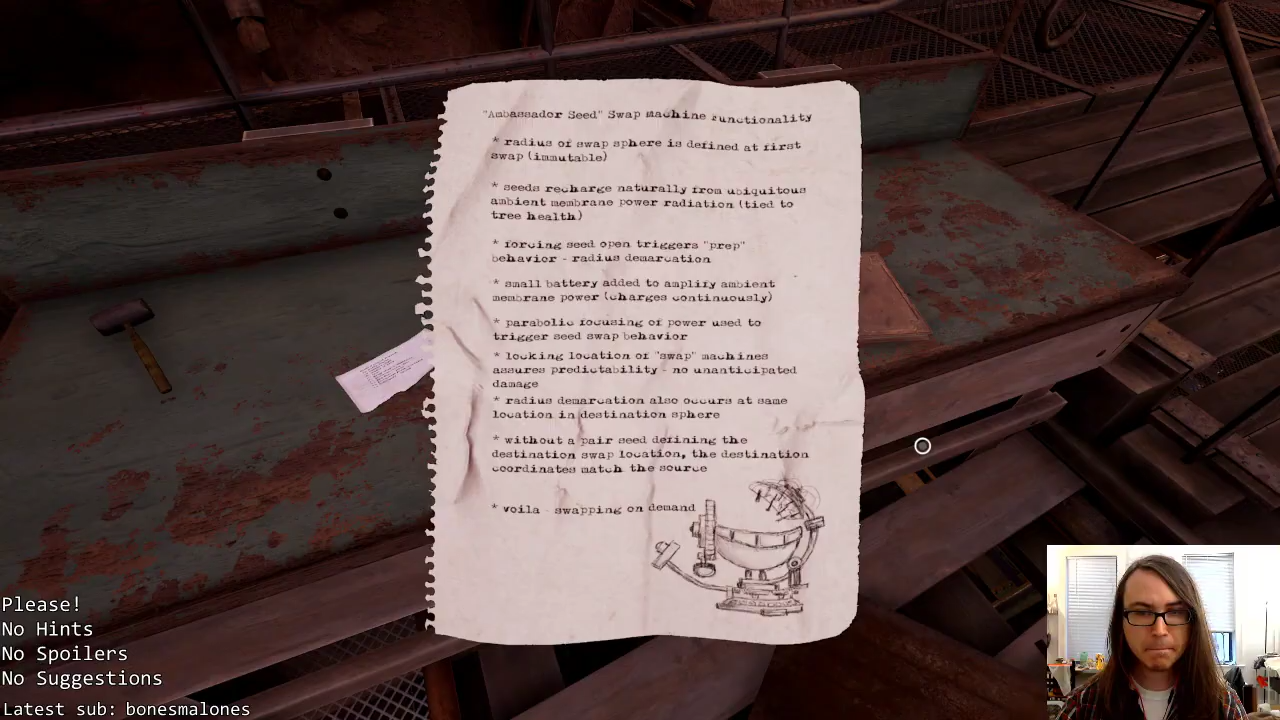 "Ambassador Seed" Swap Machine Functionality
* radius of swap sphere is defined at first
swap (immutable)
* seeds recharge naturally from ubiquitous
ambient membrane power radiation (tied to
tree health)
* forcing seed open triggers "prep"
behavior - radius demarcation
* small battery added to amplify ambient
membrane power (charges continuously)
* parabolic focusing of power used to
trigger seed swap behavior
* locking location of "swap" machines
assures predictability - no unanticipated
damage
* radius demarcation also occurs at same
location in destination sphere
* without a pair seed defining the
destination swap location, the destination
coordinates match the source
* voila - swapping on demand
Please!
No Hints
No Spoilers
No Suggestions
Latest sub: bonesmalones